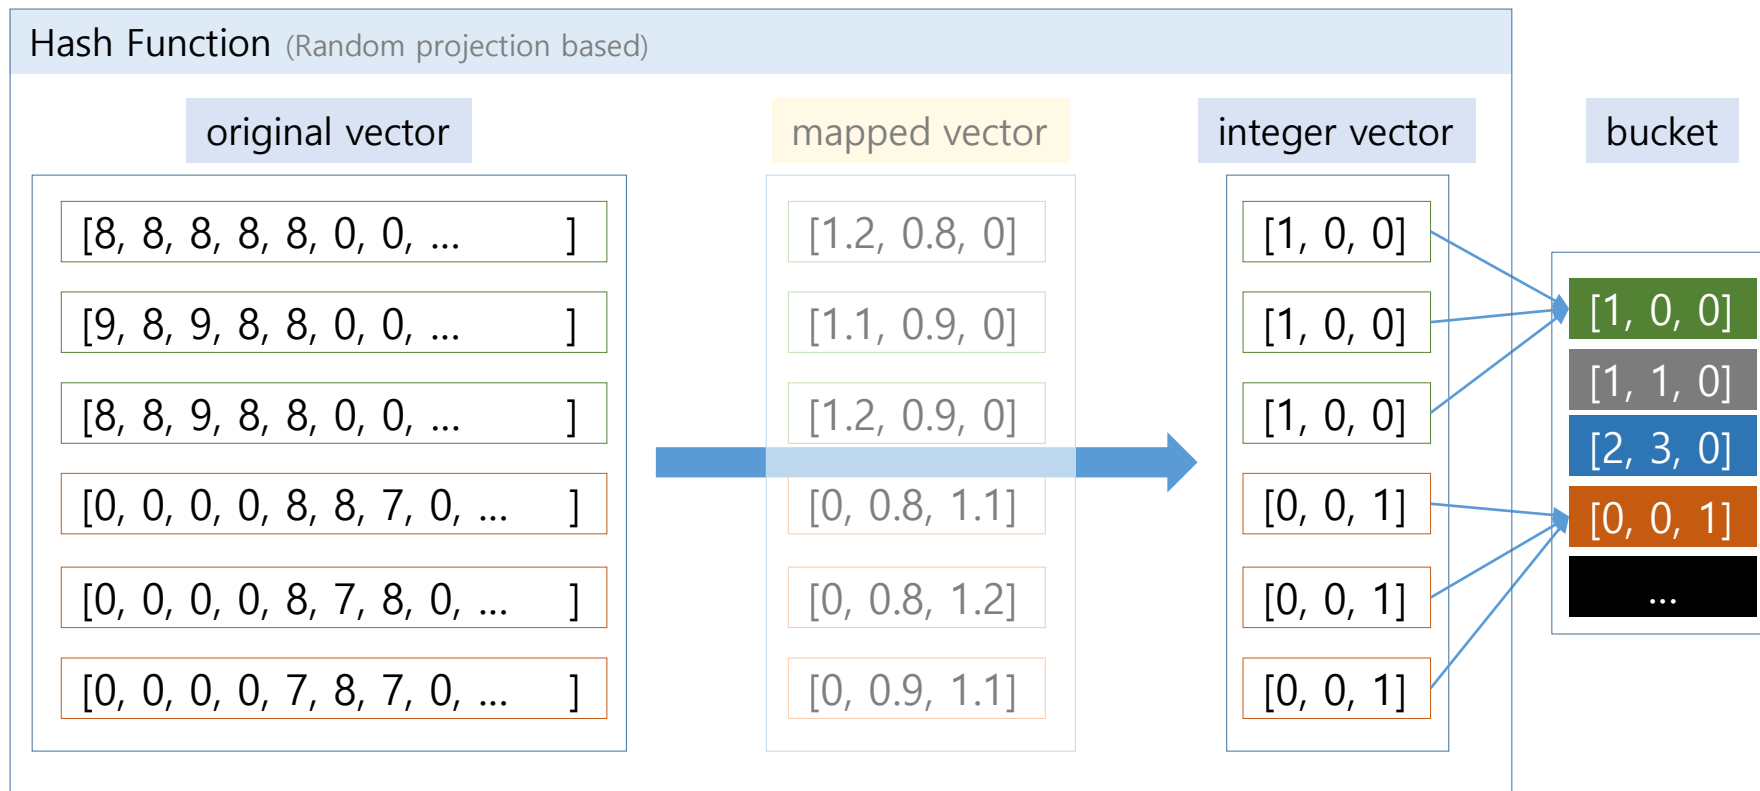 Hash Function (Random projection based)
original vector
[8, 8, 8, 8, 8, 0, 0, ... ]
[9, 8, 9, 8, 8, 0, 0, ... ]
[8, 8, 9, 8, 8, 0, 0, ... ]
[0, 0, 0, 0, 8, 8, 7, 0, ... ]
[0, 0, 0, 0, 8, 7, 8, 0, ... ]
[0, 0, 0, 0, 7, 8, 7, 0, ... ]
mapped vector
[1.2, 0.8, 0]
[1.1, 0.9, 0]
[1.2, 0.9, 0]
[0, 0.8, 1.1]
[0, 0.8, 1.2]
[0, 0.9, 1.1]
integer vector
[1, 0, 0]
[1, 0, 0]
[1, 0, 0]
[0, 0, 1]
[0, 0, 1]
[0, 0, 1]
bucket
[1, 0, 0]
[1, 1, 0]
[2, 3, 0]
[0, 0, 1]
...